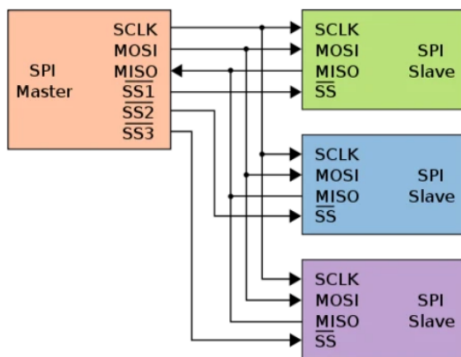 SCLK
MOSI
SPI MISO
Master SS1
SS2
SS3
SCLK
MOSI SPI
MISO Slave
SS
SCLK
MOSI SPI
MISO Slave
SS
SCLK
MOSI SPI
MISO Slave
SS